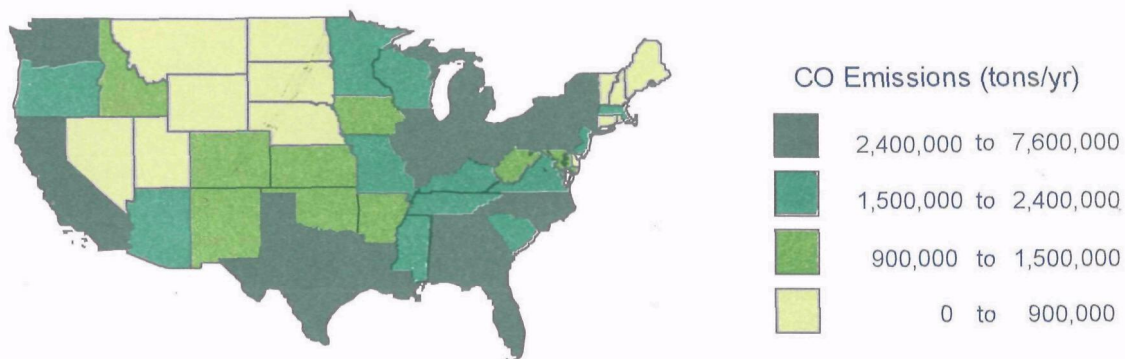 CO Emissions (tons/yr)
2,400,000 to 7,600,000
1,500,000 to 2,400,000
900,000 to 1,500,000
0 to 900,000